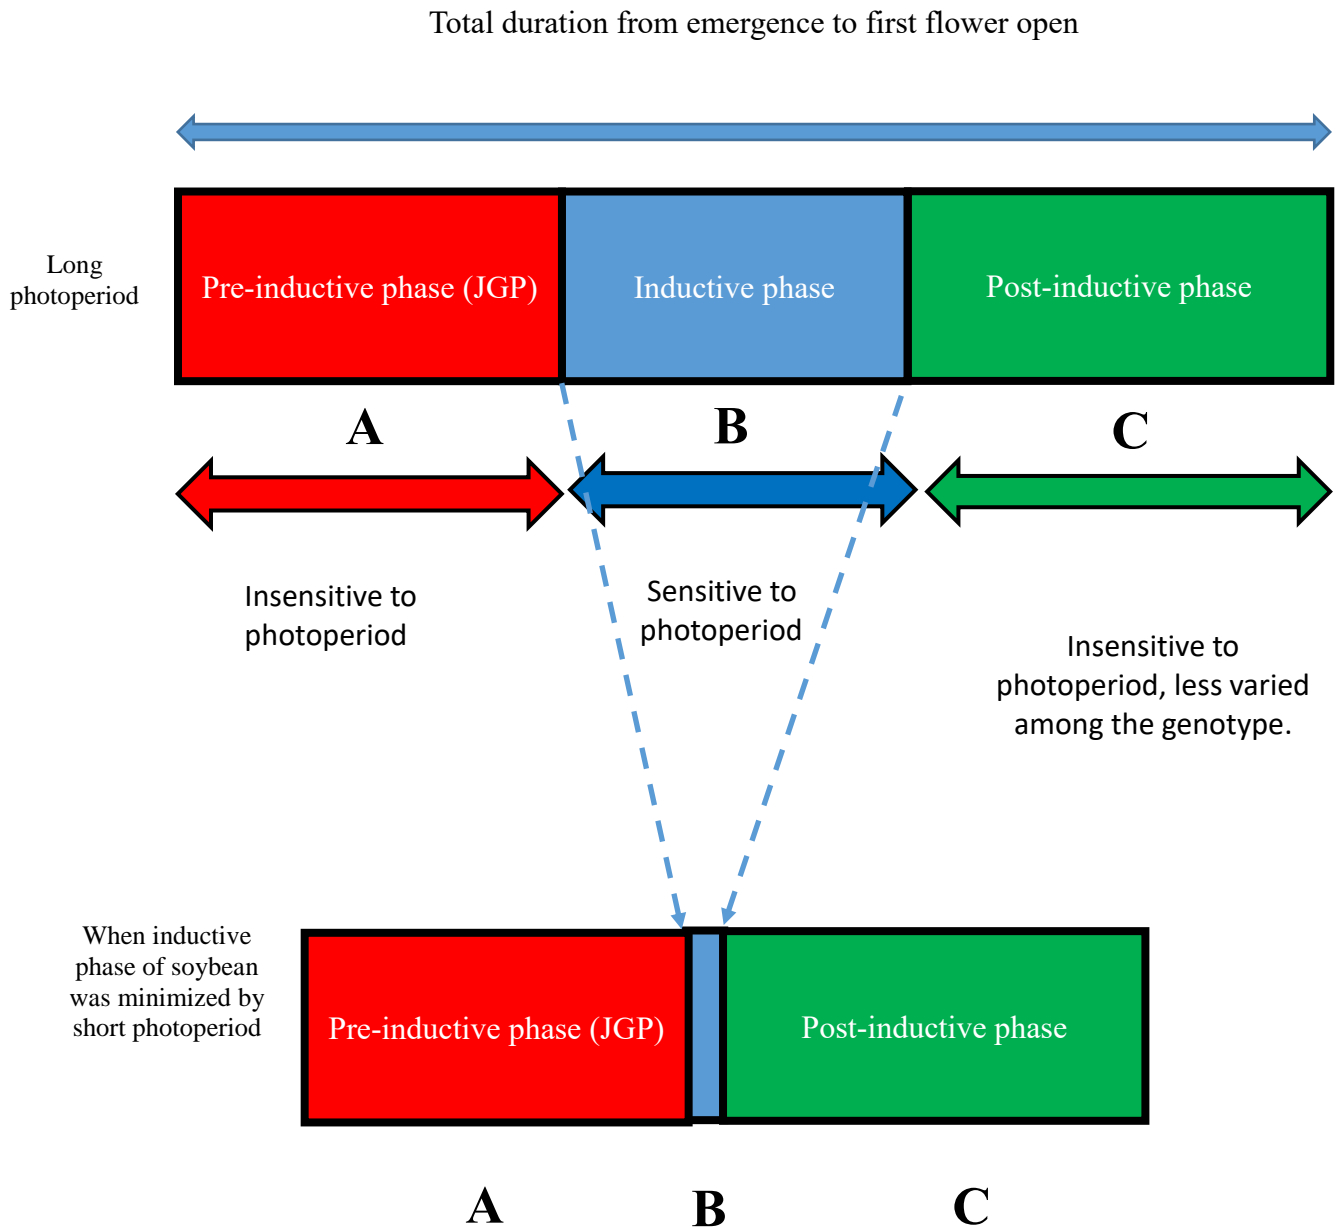 Total duration from emergence to first flower open
Long
photoperiod
Pre-inductive phase (JGP)
Inductive phase
Post-inductive phase
A
B
C
Insensitive to
photoperiod
Sensitive to
photoperiod
Insensitive to
photoperiod, less varied
among the genotype.
When inductive
phase of soybean
was minimized by
short photoperiod
Pre-inductive phase (JGP)
Post-inductive phase
A
B
C